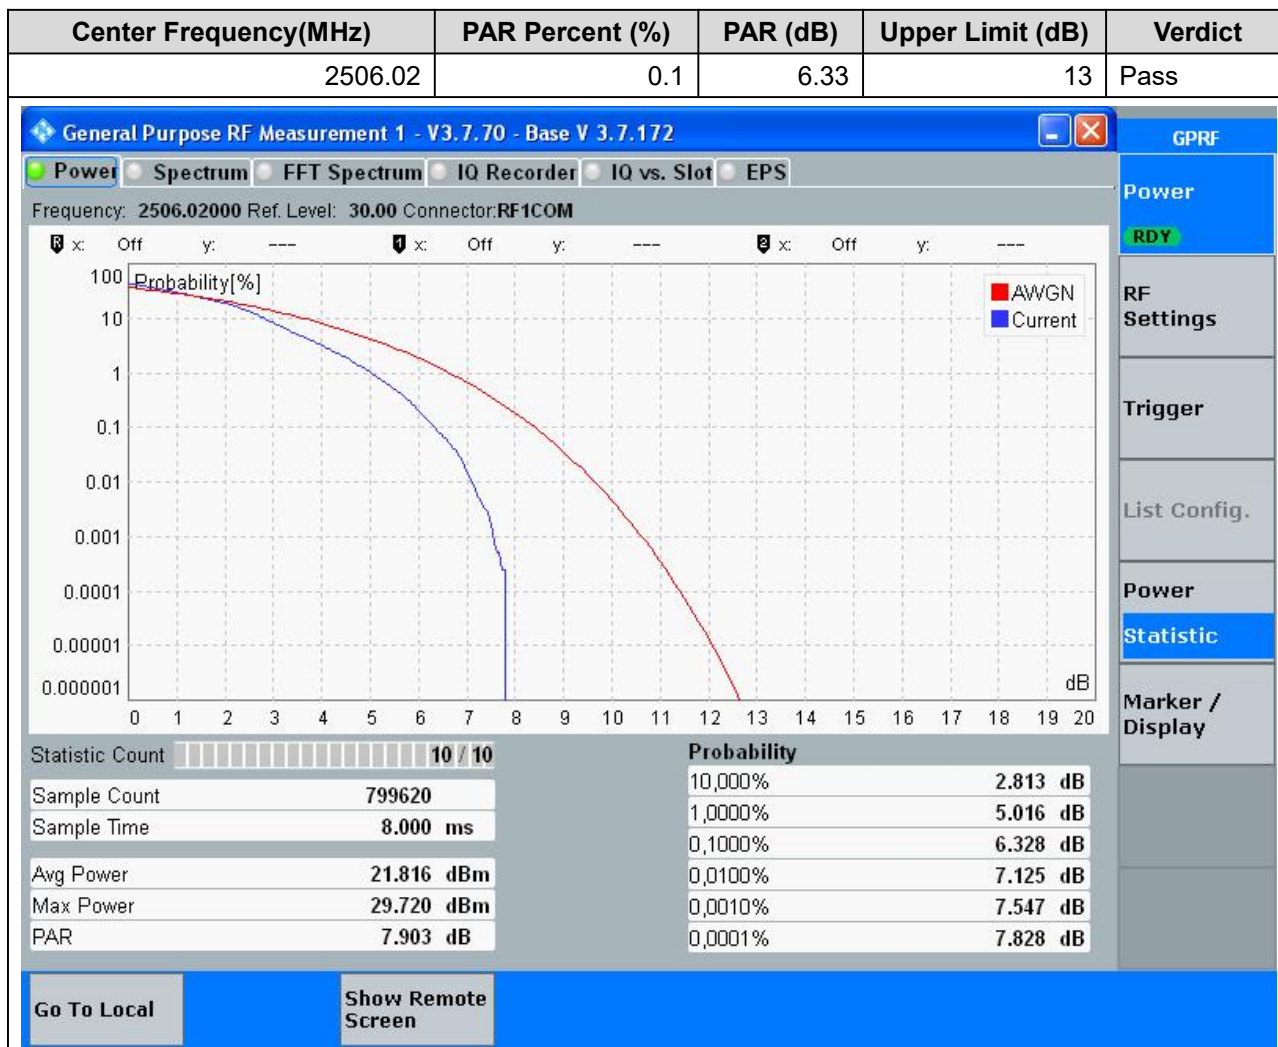 Center Frequency(MHz) PAR Percent (%) PAR (dB) Upper Limit (dB) Verdict
2506.02 0.1 6.33 13 Pass
General Purpose RF Measurement 1 - V3.7.70 - Base V 3.7.172
GPRF
Power Spectrum FFT Spectrum IQ Recorder IQ vs. Slot EPS
Frequency: 2506.02000 Ref. Level: 30.00 Connector:RF1COM
R x: Off y: --- 1 x: Off y: --- 2 x: Off y: ---
Probability[%]
AWGN
Current
100
10
1
0.1
0.01
0.001
0.0001
0.00001
0.000001
dB
0 1 2 3 4 5 6 7 8 9 10 11 12 13 14 15 16 17 18 19 20
Statistic Count 10 / 10
Sample Count 799620
Sample Time 8.000 ms
Avg Power 21.816 dBm
Max Power 29.720 dBm
PAR 7.903 dB
Probability
10,000% 2.813 dB
1,0000% 5.016 dB
0,1000% 6.328 dB
0,0100% 7.125 dB
0,0010% 7.547 dB
0,0001% 7.828 dB
Power
RDY
RF
Settings
Trigger
List Config.
Power
Statistic
Marker /
Display
Go To Local
Show Remote
Screen